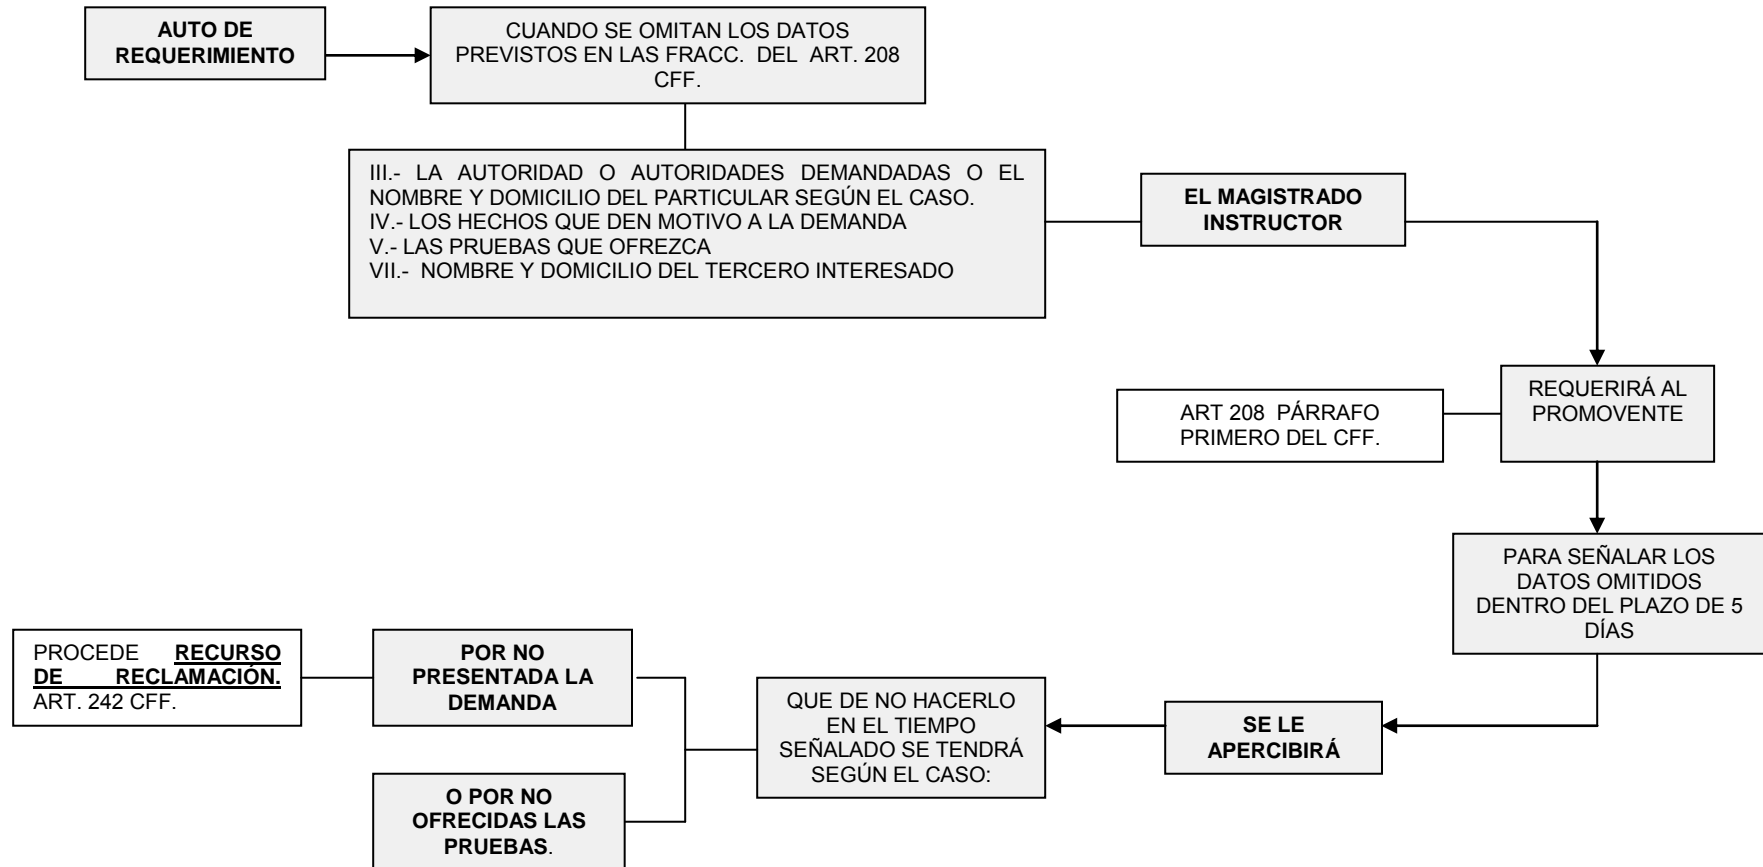 AUTO DE
REQUERIMIENTO
CUANDO SE OMITAN LOS DATOS
PREVISTOS EN LAS FRACC. DEL ART. 208
CFF.
III.- LA AUTORIDAD O AUTORIDADES DEMANDADAS O EL
NOMBRE Y DOMICILIO DEL PARTICULAR SEGÚN EL CASO.
IV.- LOS HECHOS QUE DEN MOTIVO A LA DEMANDA
V.- LAS PRUEBAS QUE OFREZCA
VII.- NOMBRE Y DOMICILIO DEL TERCERO INTERESADO
EL MAGISTRADO
INSTRUCTOR
REQUERIRÁ AL
PROMOVENTE
ART 208 PÁRRAFO
PRIMERO DEL CFF.
PARA SEÑALAR LOS
DATOS OMITIDOS
DENTRO DEL PLAZO DE 5
DÍAS
SE LE
APERCIBIRÁ
QUE DE NO HACERLO
EN EL TIEMPO
SEÑALADO SE TENDRÁ
SEGÚN EL CASO:
POR NO
PRESENTADA LA
DEMANDA
PROCEDE RECURSO
DE RECLAMACIÓN.
ART. 242 CFF.
O POR NO
OFRECIDAS LAS
PRUEBAS.